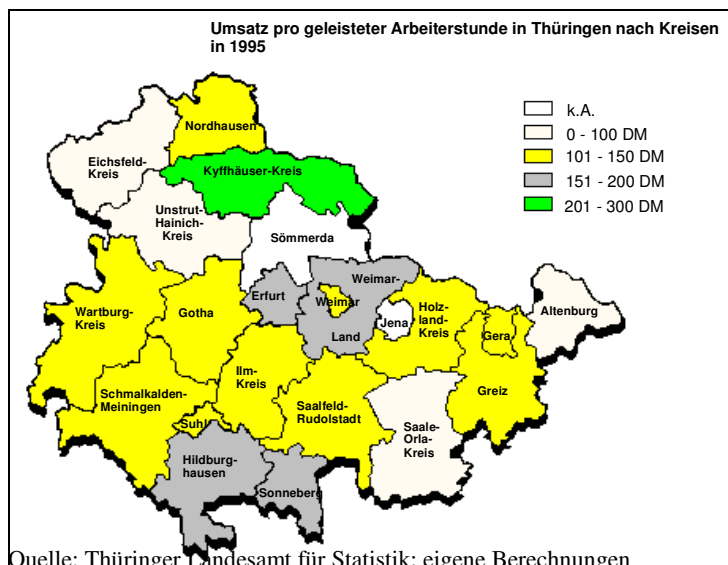 Umsatz pro geleisteter Arbeiterstunde in Thüringen nach Kreisen
in 1995
k.A.
0 - 100 DM
101 - 150 DM
151 - 200 DM
201 - 300 DM
Nordhausen
Eichsfeld-
Kreis
Kyffhäuser-Kreis
Unstrut-
Hainich-
Kreis
Sömmerda
Weimar-
Land
Erfurt
Weimar
Wartburg-
Kreis
Gotha
Jena
Holz-
land-
Kreis
Gera
Altenburg
Ilm-
Kreis
Schmalkalden-
Meiningen
Suhl
Saalfeld-
Rudolstadt
Saale-
Orla-
Kreis
Greiz
Hildburg-
hausen
Sonneberg
Quelle: Thüringer Landesamt für Statistik; eigene Berechnungen